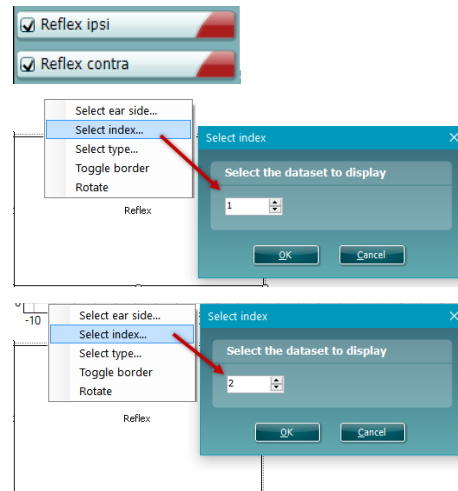 Reflex ipsi
Reflex contra
Select ear side...
Select index...
Select type...
Toggle border
Rotate
Reflex
Select index
Select the dataset to display
1
OK
Cancel
0
-10
Select ear side...
Select index...
Select type...
Toggle border
Rotate
Reflex
Select index
Select the dataset to display
2
OK
Cancel